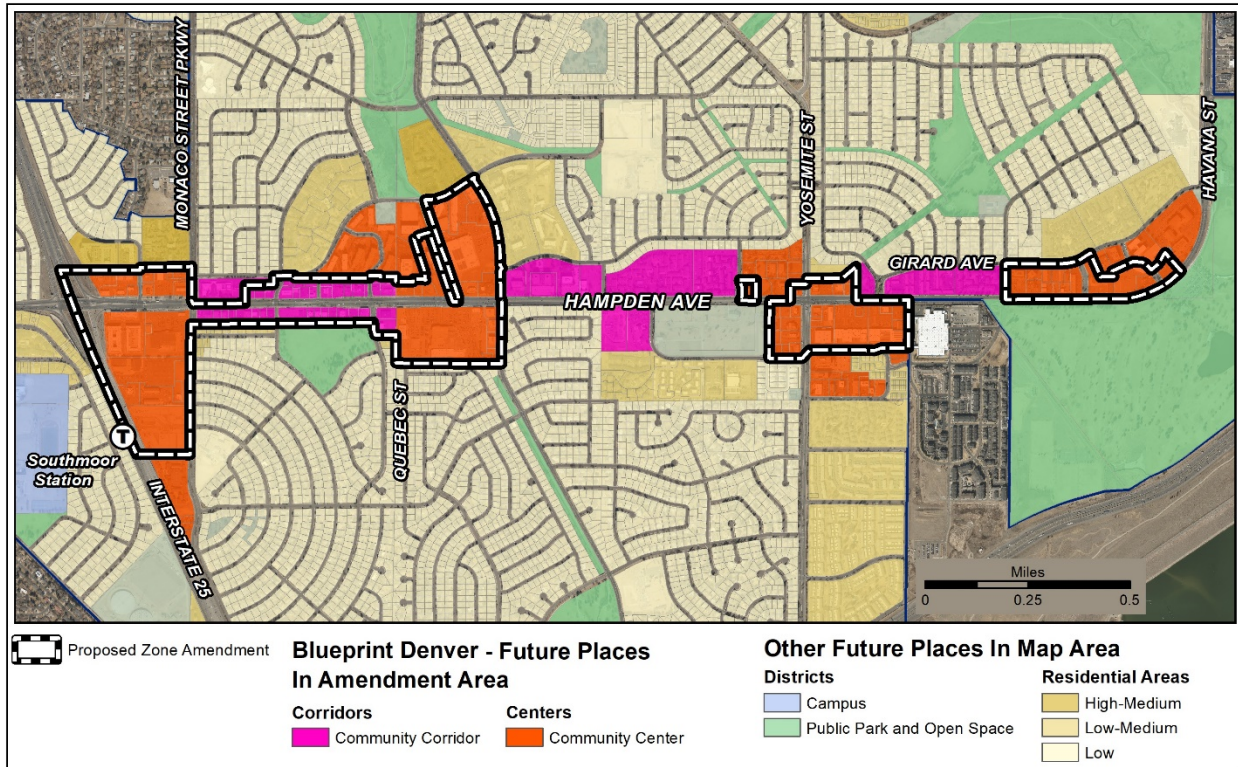 MONACO STREET PKWY
YOSEMITE ST
HAVANA ST
GIRARD AVE
HAMPDEN AVE
QUEBEC ST
T
Southmoor
Station
INTERSTATE 25
Miles
0 0.25 0.5
Proposed Zone Amendment
Blueprint Denver - Future Places
In Amendment Area
Corridors
Community Corridor
Centers
Community Center
Other Future Places In Map Area
Districts
Campus
Public Park and Open Space
Residential Areas
High-Medium
Low-Medium
Low